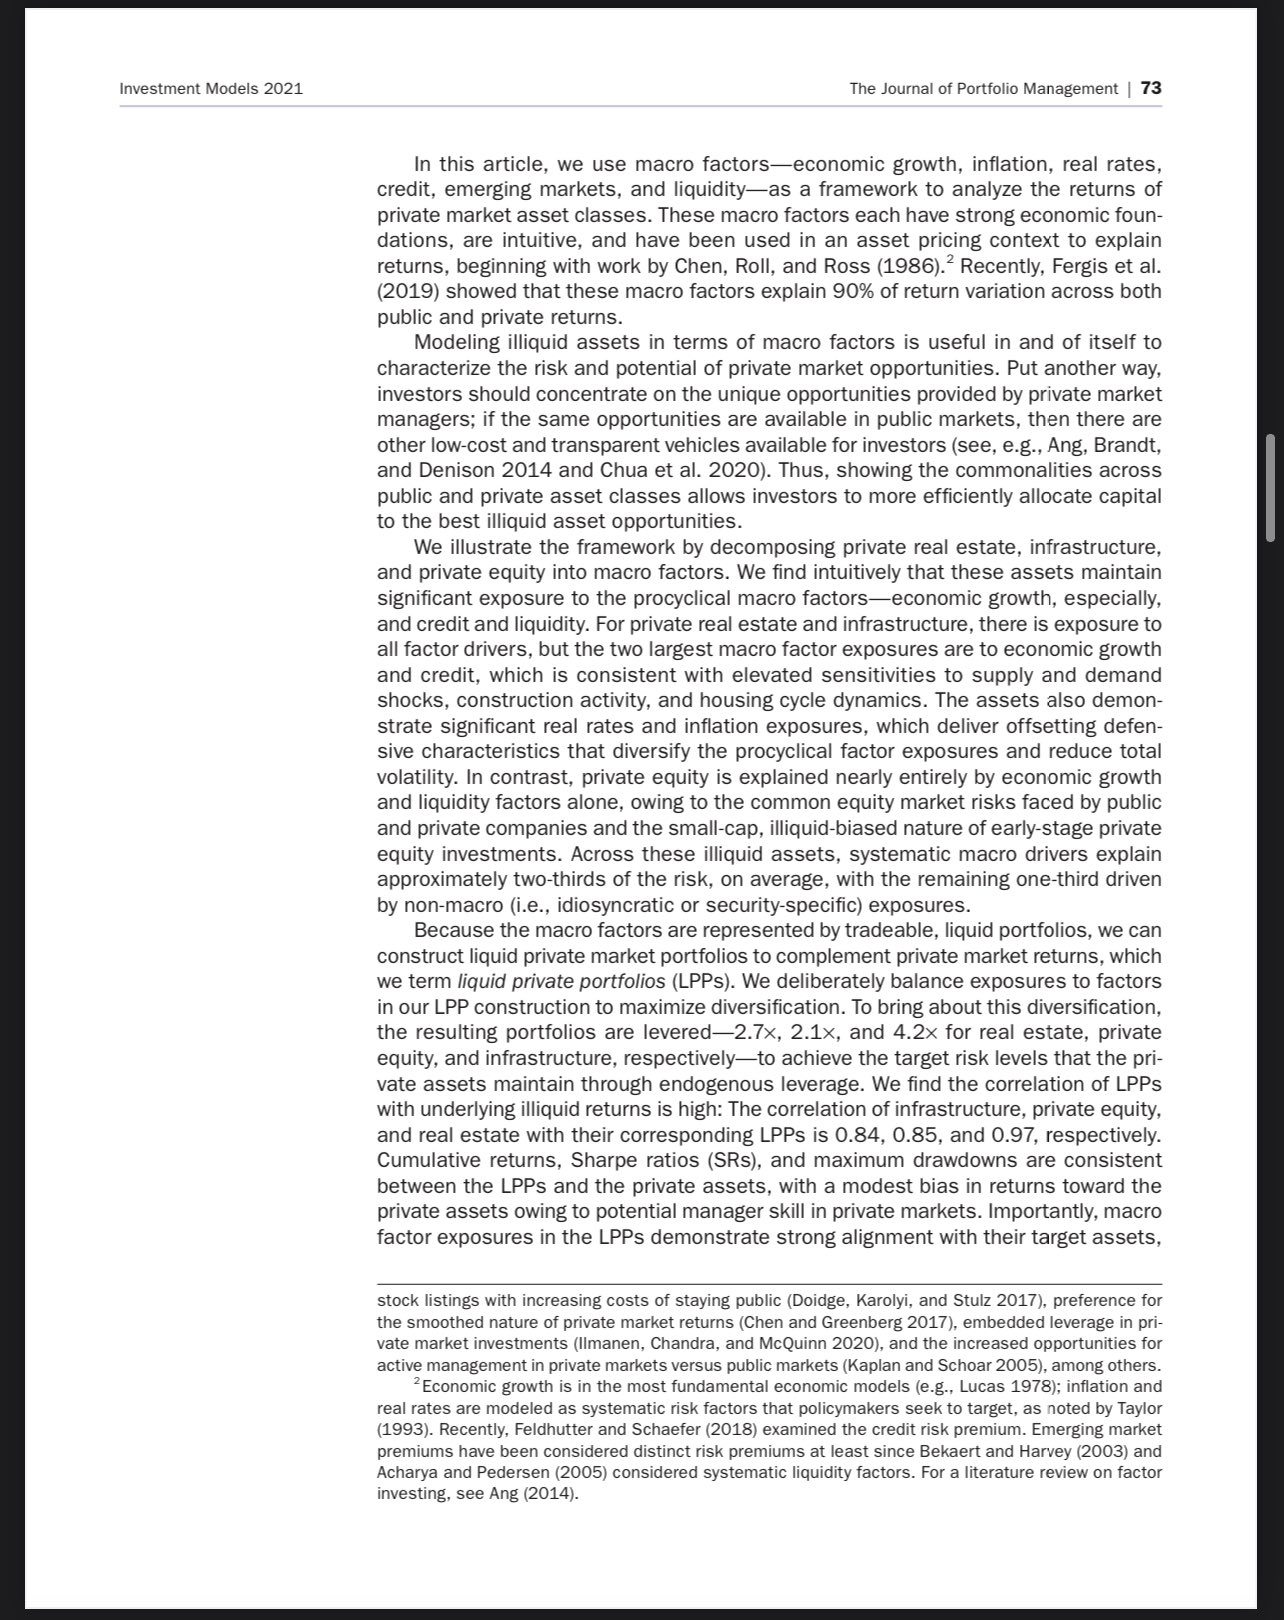 Investment Models 2021
The Journal of Portfolio Management | 73
In this article, we use macro factors—economic growth, inflation, real rates,
credit, emerging markets, and liquidity—as a framework to analyze the returns of
private market asset classes. These macro factors each have strong economic foun-
dations, are intuitive, and have been used in an asset pricing context to explain
returns, beginning with work by Chen, Roll, and Ross (1986).² Recently, Fergis et al.
(2019) showed that these macro factors explain 90% of return variation across both
public and private returns.
Modeling illiquid assets in terms of macro factors is useful in and of itself to
characterize the risk and potential of private market opportunities. Put another way,
investors should concentrate on the unique opportunities provided by private market
managers; if the same opportunities are available in public markets, then there are
other low-cost and transparent vehicles available for investors (see, e.g., Ang, Brandt,
and Denison 2014 and Chua et al. 2020). Thus, showing the commonalities across
public and private asset classes allows investors to more efficiently allocate capital
to the best illiquid asset opportunities.
We illustrate the framework by decomposing private real estate, infrastructure,
and private equity into macro factors. We find intuitively that these assets maintain
significant exposure to the procyclical macro factors—economic growth, especially,
and credit and liquidity. For private real estate and infrastructure, there is exposure to
all factor drivers, but the two largest macro factor exposures are to economic growth
and credit, which is consistent with elevated sensitivities to supply and demand
shocks, construction activity, and housing cycle dynamics. The assets also demon-
strate significant real rates and inflation exposures, which deliver offsetting defen-
sive characteristics that diversify the procyclical factor exposures and reduce total
volatility. In contrast, private equity is explained nearly entirely by economic growth
and liquidity factors alone, owing to the common equity market risks faced by public
and private companies and the small-cap, illiquid-biased nature of early-stage private
equity investments. Across these illiquid assets, systematic macro drivers explain
approximately two-thirds of the risk, on average, with the remaining one-third driven
by non-macro (i.e., idiosyncratic or security-specific) exposures.
Because the macro factors are represented by tradeable, liquid portfolios, we can
construct liquid private market portfolios to complement private market returns, which
we term liquid private portfolios (LPPs). We deliberately balance exposures to factors
in our LPP construction to maximize diversification. To bring about this diversification,
the resulting portfolios are levered—2.7×, 2.1×, and 4.2× for real estate, private
equity, and infrastructure, respectively—to achieve the target risk levels that the pri-
vate assets maintain through endogenous leverage. We find the correlation of LPPs
with underlying illiquid returns is high: The correlation of infrastructure, private equity,
and real estate with their corresponding LPPs is 0.84, 0.85, and 0.97, respectively.
Cumulative returns, Sharpe ratios (SRs), and maximum drawdowns are consistent
between the LPPs and the private assets, with a modest bias in returns toward the
private assets owing to potential manager skill in private markets. Importantly, macro
factor exposures in the LPPs demonstrate strong alignment with their target assets,
stock listings with increasing costs of staying public (Doidge, Karolyi, and Stulz 2017), preference for
the smoothed nature of private market returns (Chen and Greenberg 2017), embedded leverage in pri-
vate market investments (Ilmanen, Chandra, and McQuinn 2020), and the increased opportunities for
active management in private markets versus public markets (Kaplan and Schoar 2005), among others.
² Economic growth is in the most fundamental economic models (e.g., Lucas 1978); inflation and
real rates are modeled as systematic risk factors that policymakers seek to target, as noted by Taylor
(1993). Recently, Feldhutter and Schaefer (2018) examined the credit risk premium. Emerging market
premiums have been considered distinct risk premiums at least since Bekaert and Harvey (2003) and
Acharya and Pedersen (2005) considered systematic liquidity factors. For a literature review on factor
investing, see Ang (2014).